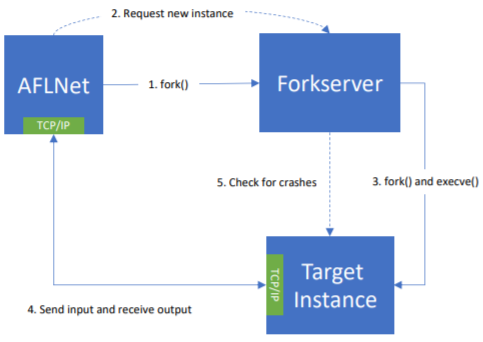 2. Request new instance
AFLNet
TCP/IP
1. fork()
Forkserver
5. Check for crashes
3. fork() and execve()
TCP/IP
Target
Instance
4. Send input and receive output